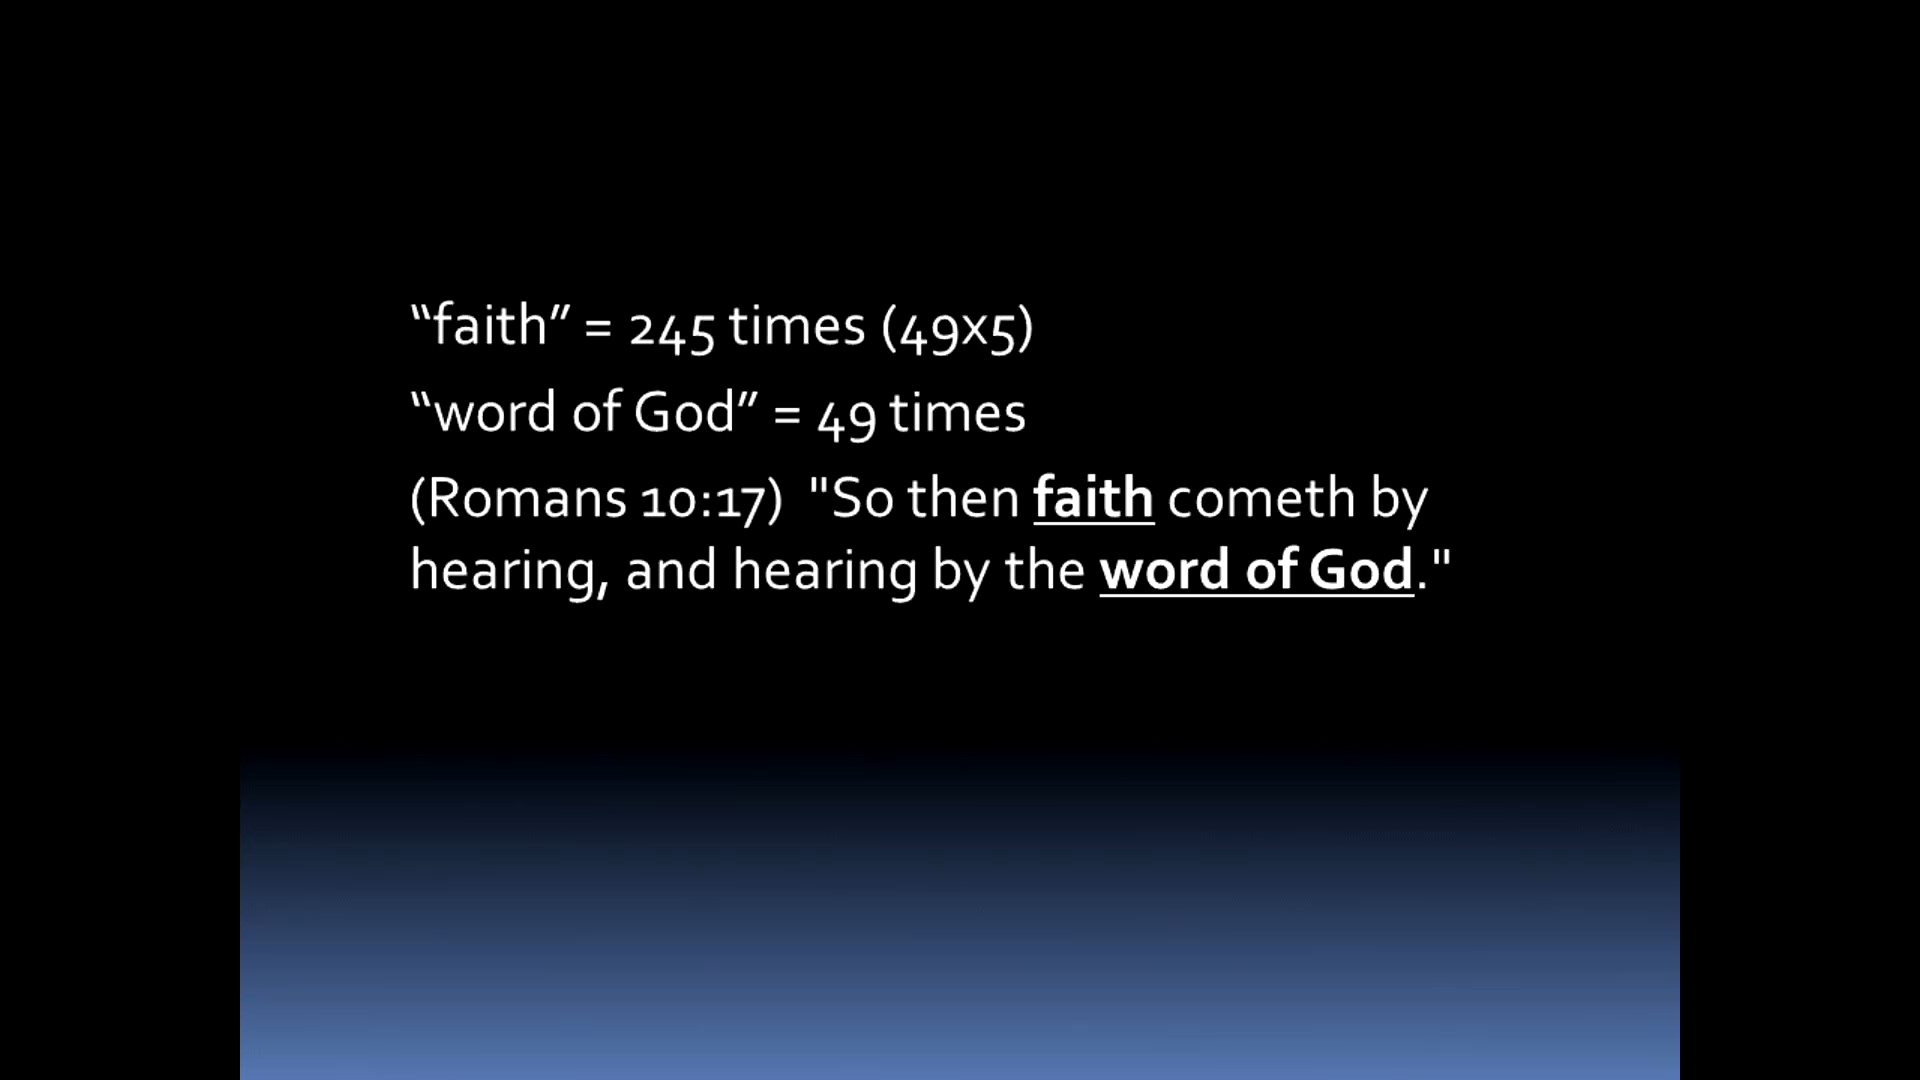 “faith” = 245 times (49x5)
“word of God” = 49 times
(Romans 10:17)  "So then faith cometh by
hearing, and hearing by the word of God."